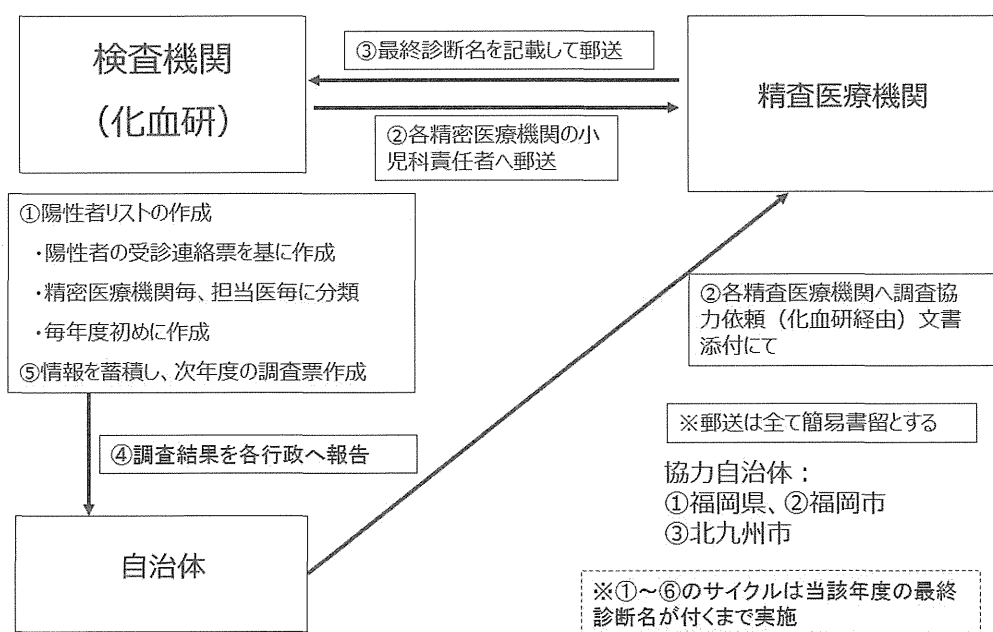 検査機関
（化血研）
③最終診断名を記載して郵送
②各精密医療機関の小
児科責任者へ郵送
精査医療機関
①陽性者リストの作成
・陽性者の受診連絡票を基に作成
・精密医療機関毎、担当医毎に分類
・毎年度初めに作成
⑤情報を蓄積し、次年度の調査票作成
②各精査医療機関へ調査協
力依頼（化血研経由）文書
添付にて
④調査結果を各行政へ報告
※郵送は全て簡易書留とする
協力自治体：
①福岡県、②福岡市
③北九州市
自治体
※①～⑥のサイクルは当該年度の最終
診断名が付くまで実施